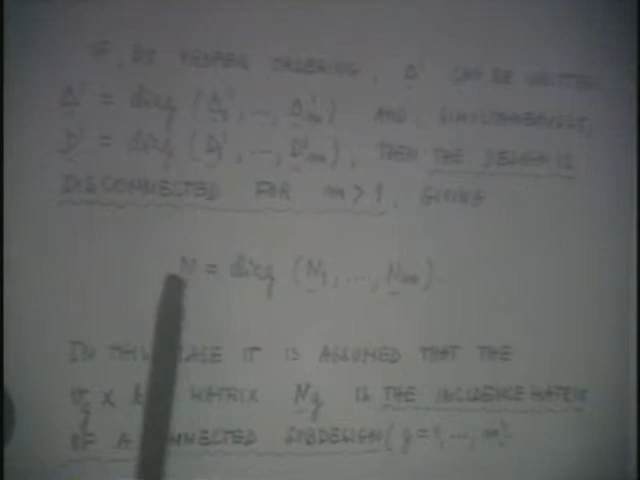 IF, BY PROPER ORDERING, Δ' CAN BE WRITTEN
Δ' = diag (Δ'₁, ..., Δ'ₘ) AND, SIMULTANEOUSLY,
D' = diag (D'₁, ..., D'ₘ), THEN THE DESIGN IS
DISCONNECTED FOR m > 1, GIVING
N = diag (N₁, ..., Nₘ).
IN THIS CASE IT IS ASSUMED THAT THE
× MATRIX N_g IS THE INCIDENCE MATRIX
OF A CONNECTED SUBDESIGN (g = 1, ..., m).